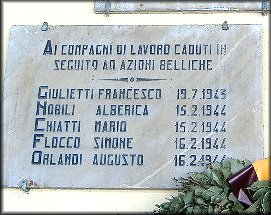 AI COMPAGNI DI LAVORO CADUTI IN
SEGUITO AD AZIONI BELLICHE
GIULIETTI FRANCESCO 19.7.1943
NOBILI ALBERICA 15.2.1944
CHIATTI MARIO 15.2.1944
FLOCCO SIMONE 16.2.1944
ORLANDI AUGUSTO 16.2.1944